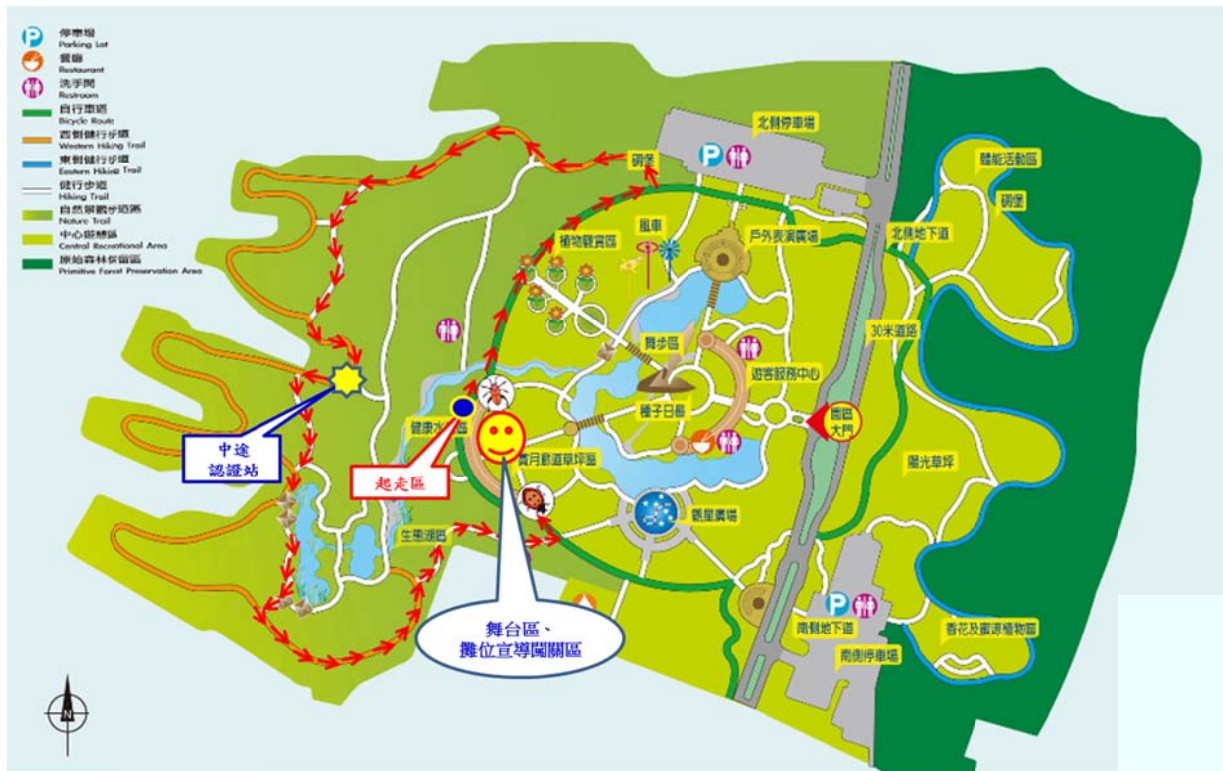 停車場
Parking Lot
餐廳
Restaurant
洗手間
Restroom
自行車道
Bicycle Route
西側健行步道
Western Hiking Trail
東側健行步道
Eastern Hiking Trail
健行步道
Hiking Trail
自然景觀步道區
Nature Trail
中心遊憩區
Central Recreational Area
原始森林保留區
Primitive Forest Preservation Area
北側停車場
P
碉堡
體能活動區
碉堡
風車
戶外表演廣場
北側地下道
植物觀賞區
30米道路
舞步區
遊客服務中心
種子日晷
園區
大門
健康水
區
中途
認證站
起走區
賞月
草坪區
陽光草坪
觀星廣場
生態湖區
P
舞台區、
攤位宣導闖關區
南側地下道
香花及蜜源植物區
南側停車場
N